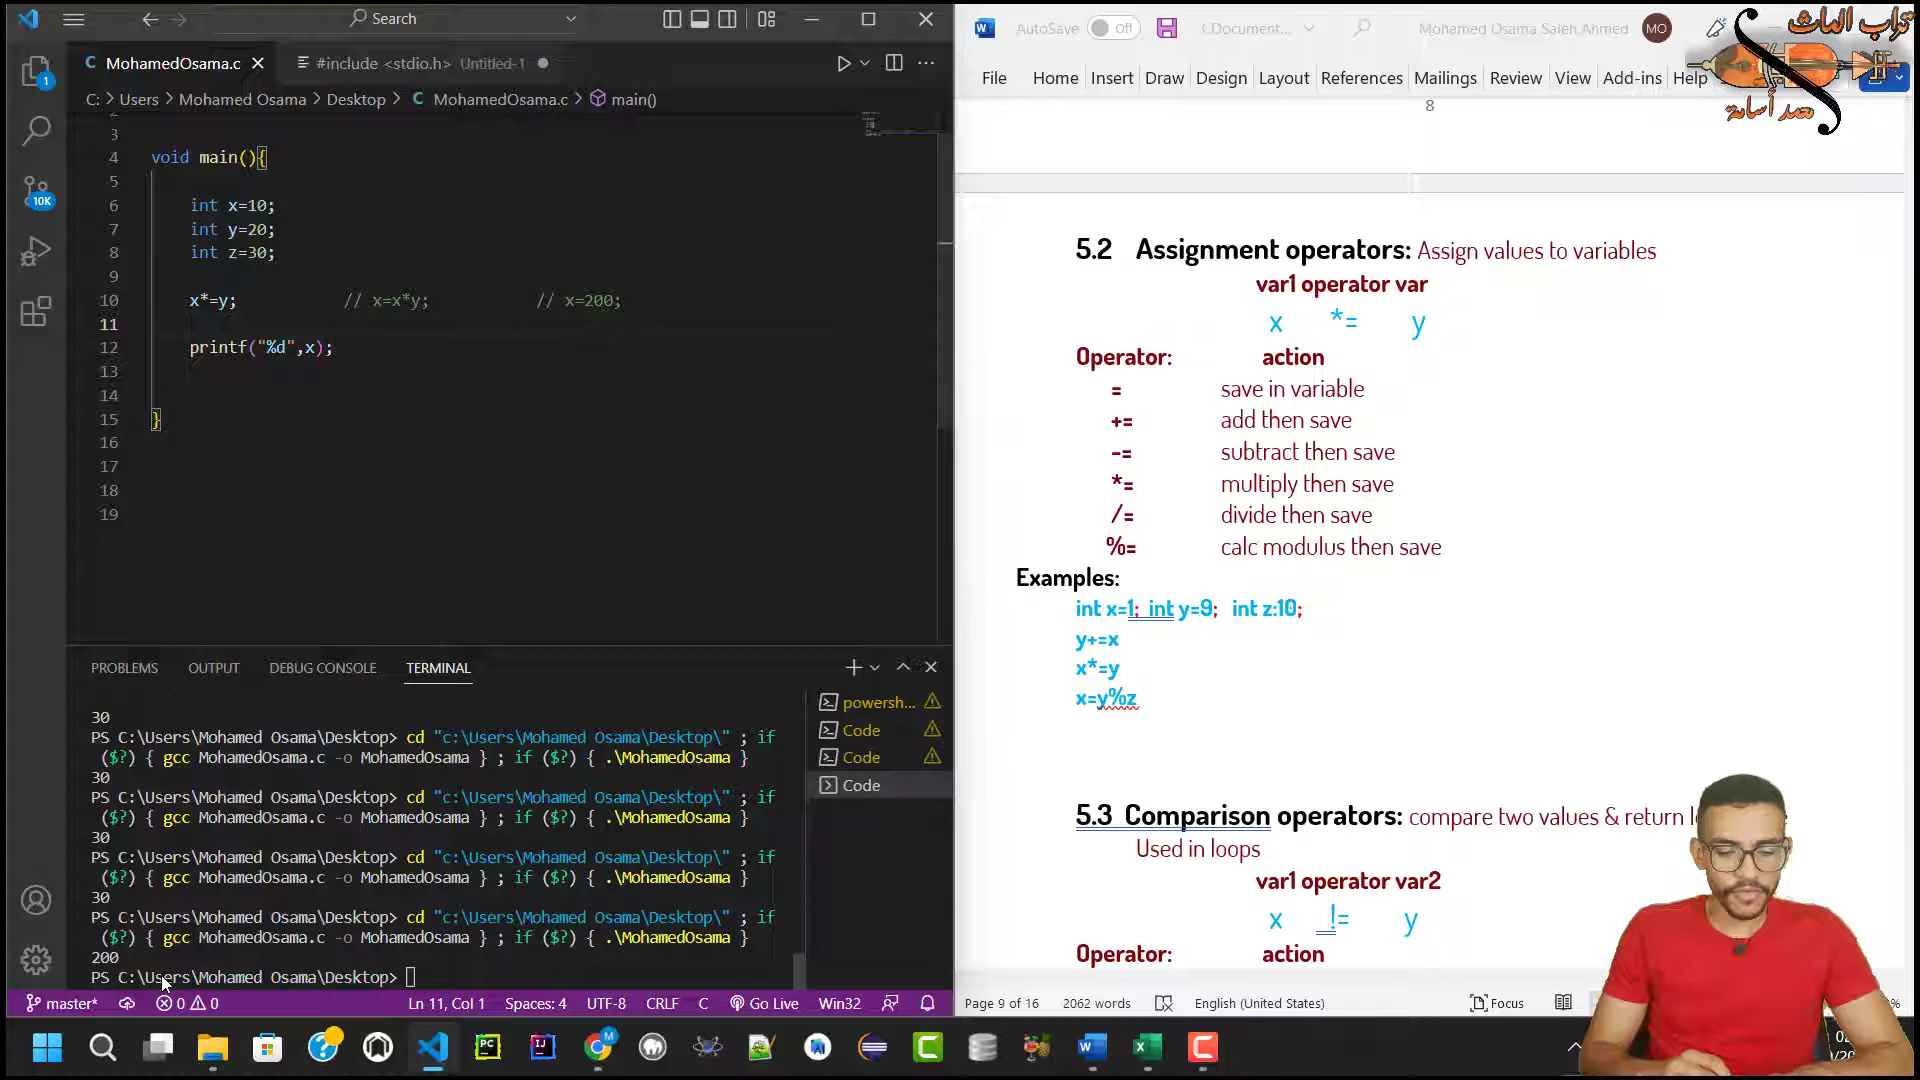 Search
MohamedOsama.c
#include <stdio.h> Untitled-1
C: > Users > Mohamed Osama > Desktop > C MohamedOsama.c > main()
3
4 void main(){
5
6 int x=10;
7 int y=20;
8 int z=30;
9
10 x*=y; // x=x*y; // x=200;
11
12 printf("%d",x);
13
14
15 }
16
17
18
19
PROBLEMS OUTPUT DEBUG CONSOLE TERMINAL
30
PS C:\Users\Mohamed Osama\Desktop> cd "c:\Users\Mohamed Osama\Desktop\" ; if
($?) { gcc MohamedOsama.c -o MohamedOsama } ; if ($?) { .\MohamedOsama }
30
PS C:\Users\Mohamed Osama\Desktop> cd "c:\Users\Mohamed Osama\Desktop\" ; if
($?) { gcc MohamedOsama.c -o MohamedOsama } ; if ($?) { .\MohamedOsama }
30
PS C:\Users\Mohamed Osama\Desktop> cd "c:\Users\Mohamed Osama\Desktop\" ; if
($?) { gcc MohamedOsama.c -o MohamedOsama } ; if ($?) { .\MohamedOsama }
30
PS C:\Users\Mohamed Osama\Desktop> cd "c:\Users\Mohamed Osama\Desktop\" ; if
($?) { gcc MohamedOsama.c -o MohamedOsama } ; if ($?) { .\MohamedOsama }
200
PS C:\Users\Mohamed Osama\Desktop>
powersh...
Code
Code
Code
1
10K
master* 0 0 Ln 11, Col 1 Spaces: 4 UTF-8 CRLF C Go Live Win32
AutoSave Off Document... Mohamed Osama Saleh Ahmed MO
File Home Insert Draw Design Layout References Mailings Review View Add-ins Help
تراب الماث
محمد أسامة
8
5.2 Assignment operators: Assign values to variables
var1 operator var
x *= y
Operator: action
= save in variable
+= add then save
-= subtract then save
*= multiply then save
/= divide then save
%= calc modulus then save
Examples:
int x=1; int y=9; int z:10;
y+=x
x*=y
x=y%z
5.3 Comparison operators: compare two values & return
Used in loops
var1 operator var2
x != y
Operator: action
Page 9 of 16 2062 words English (United States) Focus